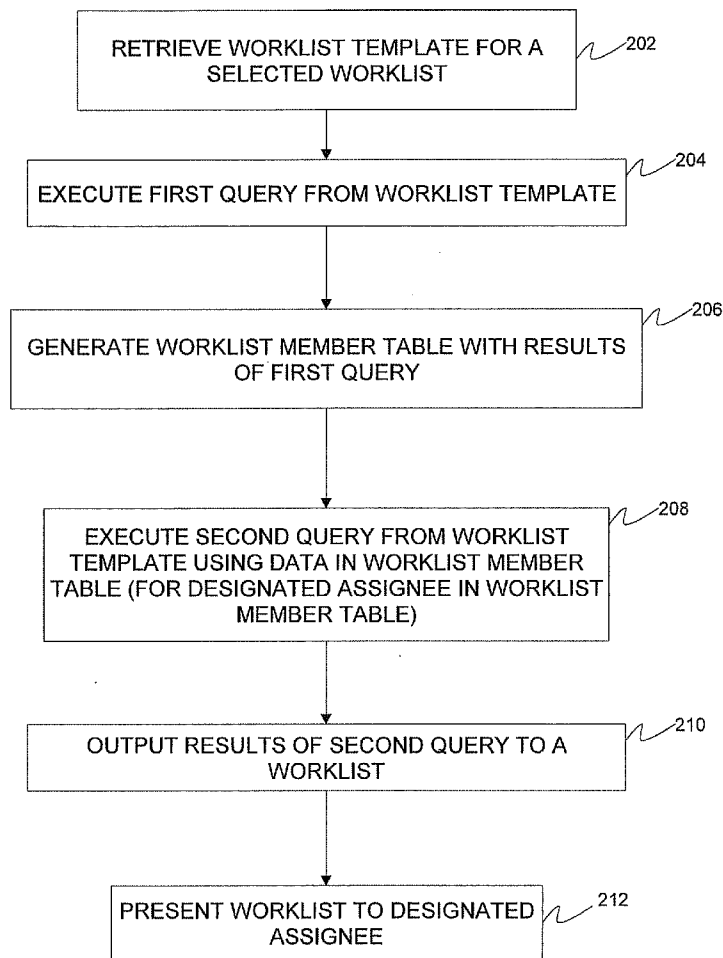 RETRIEVE WORKLIST TEMPLATE FOR A
SELECTED WORKLIST
202
EXECUTE FIRST QUERY FROM WORKLIST TEMPLATE
204
GENERATE WORKLIST MEMBER TABLE WITH RESULTS
OF FIRST QUERY
206
EXECUTE SECOND QUERY FROM WORKLIST
TEMPLATE USING DATA IN WORKLIST MEMBER
TABLE (FOR DESIGNATED ASSIGNEE IN WORKLIST
MEMBER TABLE)
208
OUTPUT RESULTS OF SECOND QUERY TO A
WORKLIST
210
PRESENT WORKLIST TO DESIGNATED
ASSIGNEE
212